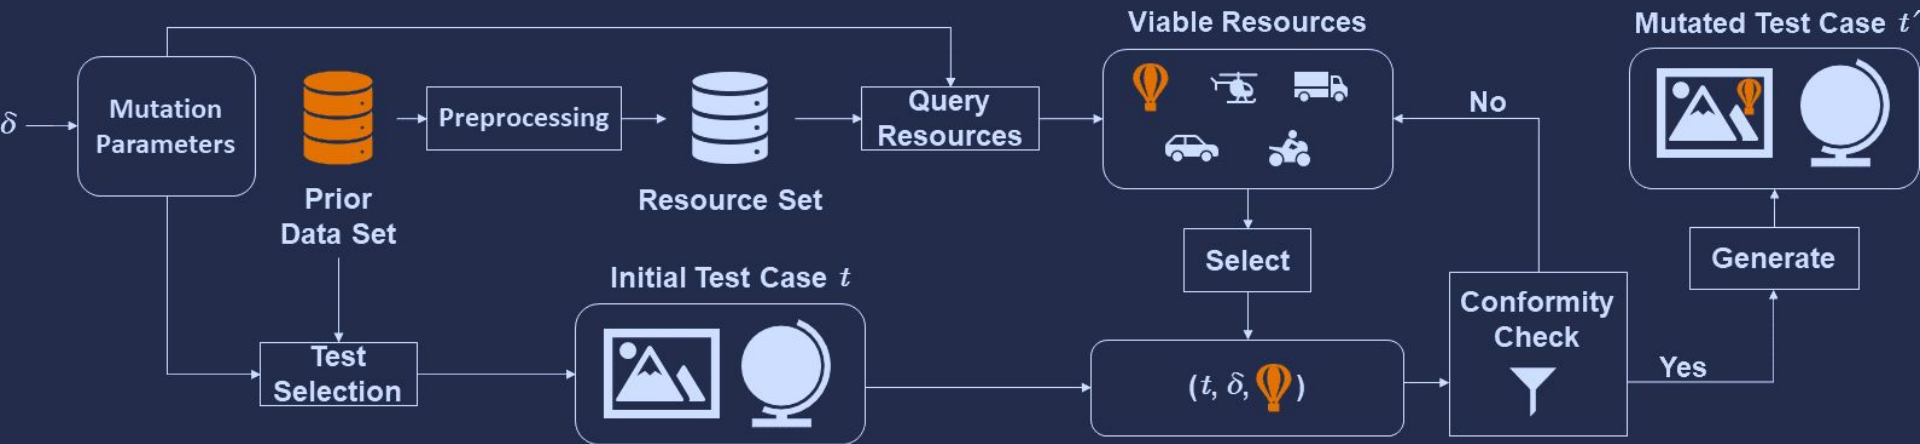 δ
Mutation
Parameters
Prior
Data Set
Preprocessing
Resource Set
Query
Resources
Viable Resources
No
Mutated Test Case t′
Test
Selection
Initial Test Case t
Select
(t, δ, )
Conformity
Check
Yes
Generate